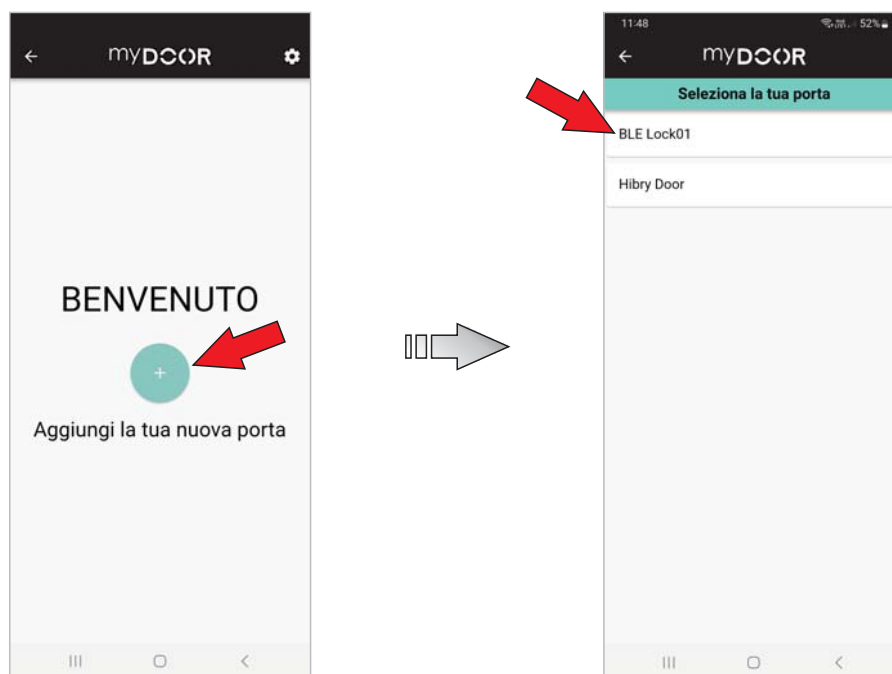 myDOOR
BENVENUTO
+
Aggiungi la tua nuova porta
11:48
52%
myDOOR
Seleziona la tua porta
BLE Lock01
Hibry Door